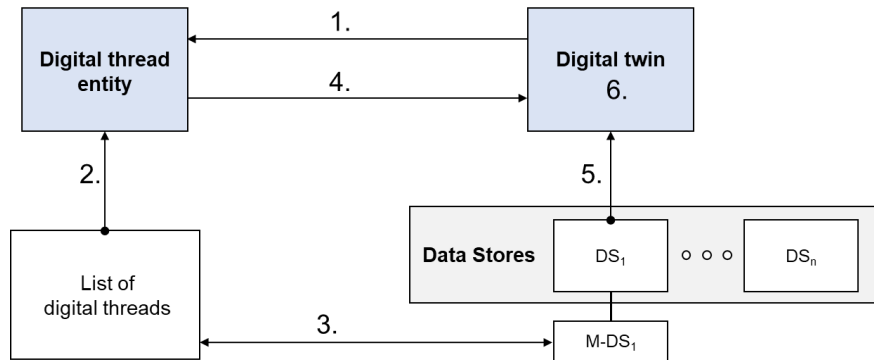 1.
Digital thread
entity
Digital twin
6.
4.
2.
5.
Data Stores
DS₁
DSₙ
List of
digital threads
3.
M-DS₁